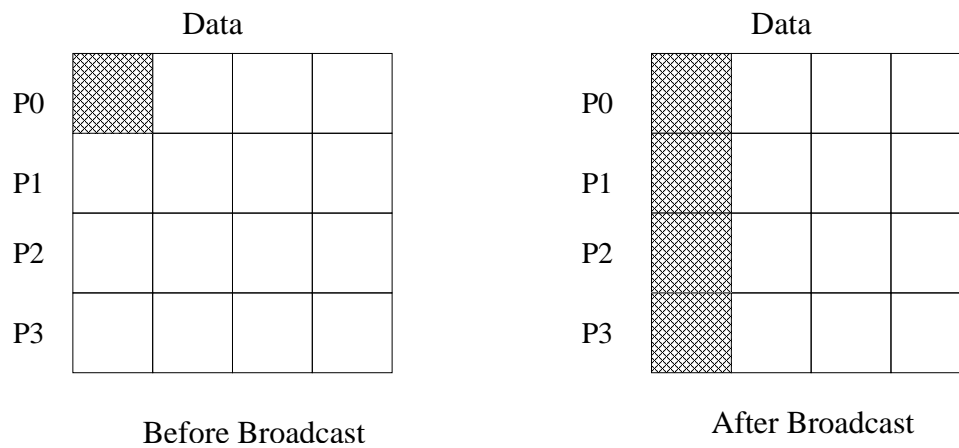 Data
P0
P1
P2
P3
Before Broadcast
Data
P0
P1
P2
P3
After Broadcast